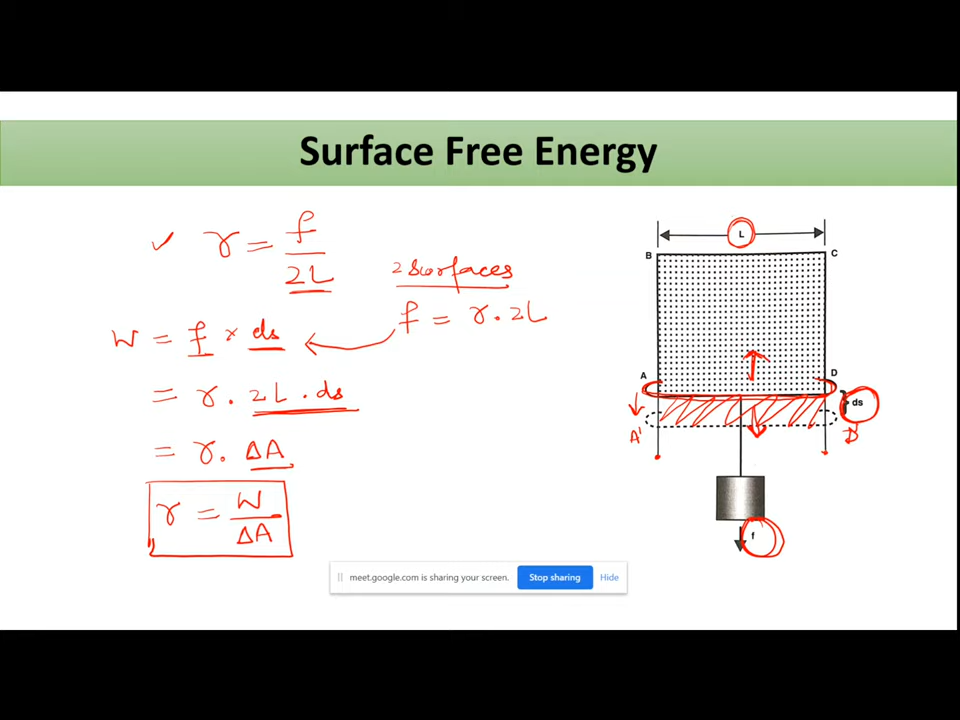 Surface Free Energy
✓ γ = f / 2L
2 surfaces
f = γ. 2L
W = f × ds
= γ. 2L . ds
= γ. ΔA
γ = W / ΔA
L
B C
A D
ds
A' D'
f
meet.google.com is sharing your screen. Stop sharing Hide